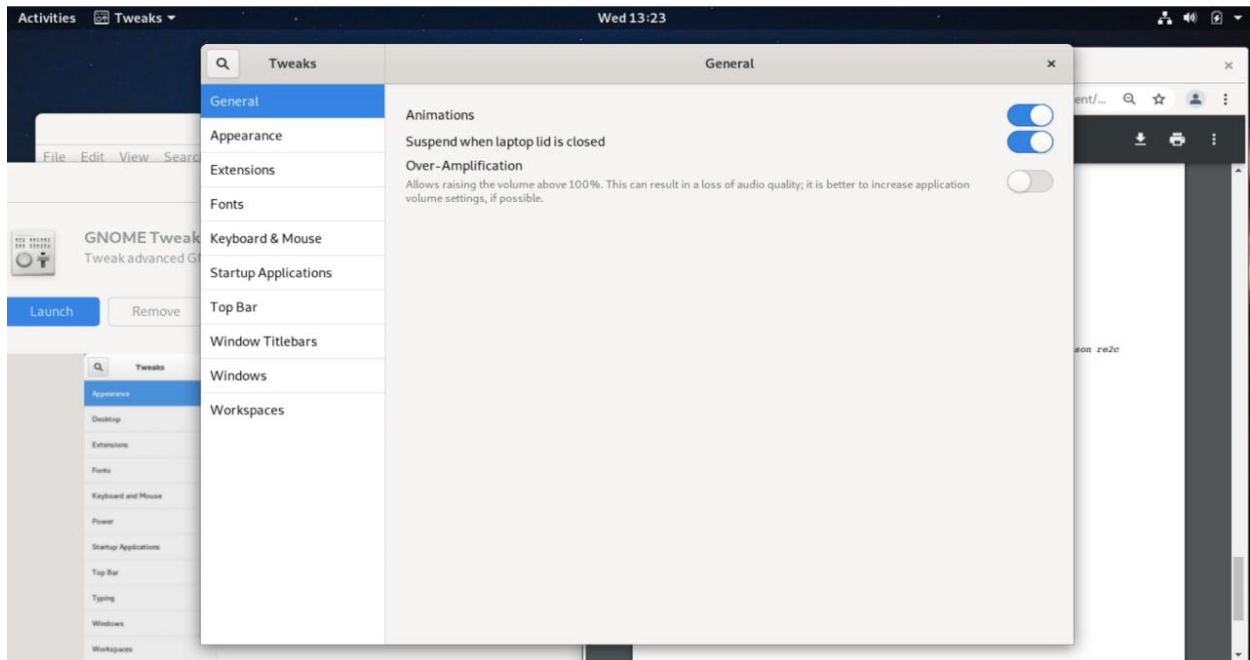 Activities Tweaks Wed 13:23
Tweaks General
ent/...
File Edit View Searc
General
Appearance
Extensions
Fonts
Keyboard & Mouse
Startup Applications
Top Bar
Window Titlebars
Windows
Workspaces
Animations
Suspend when laptop lid is closed
Over-Amplification
Allows raising the volume above 100%. This can result in a loss of audio quality; it is better to increase application
volume settings, if possible.
GNOME Tweak
Tweak advanced G
Launch Remove
son re2c
Tweaks
Appearance
Desktop
Extensions
Fonts
Keyboard and Mouse
Power
Startup Applications
Top Bar
Typing
Windows
Workspaces